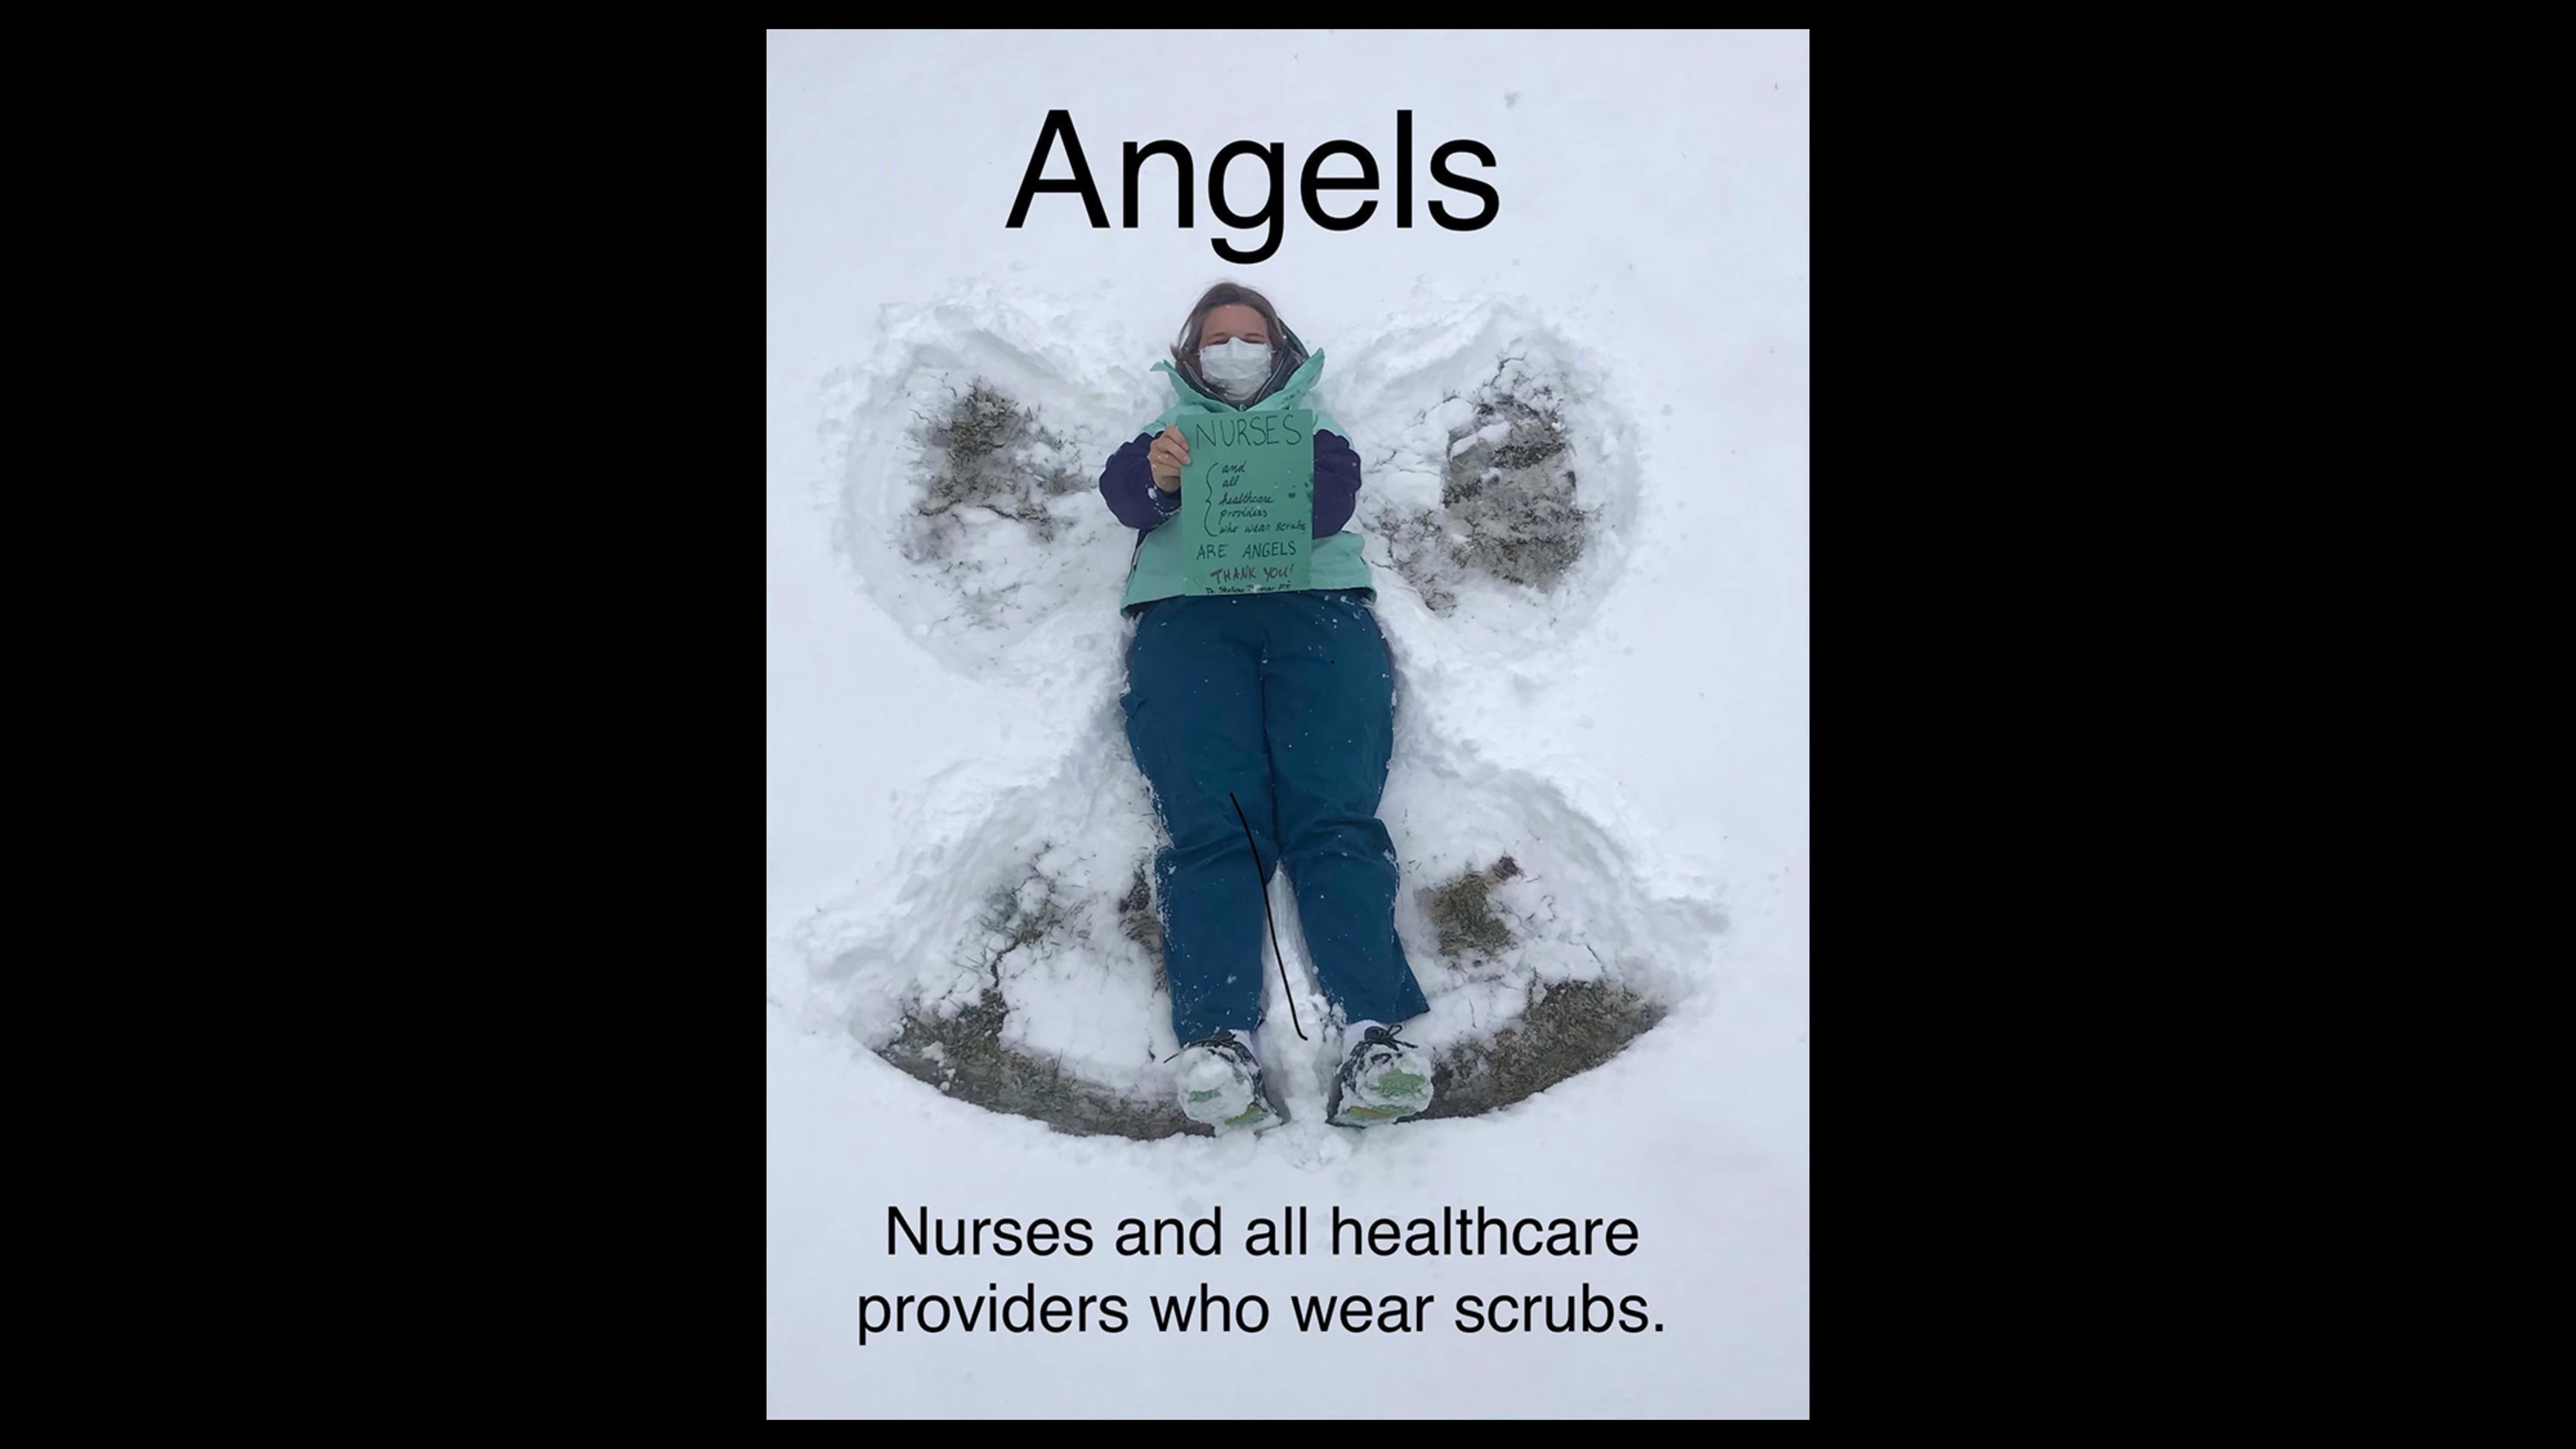 Angels
NURSES
and
all
healthcare
providers
who wear scrubs
ARE ANGELS
THANK YOU!
Nurses and all healthcare
providers who wear scrubs.